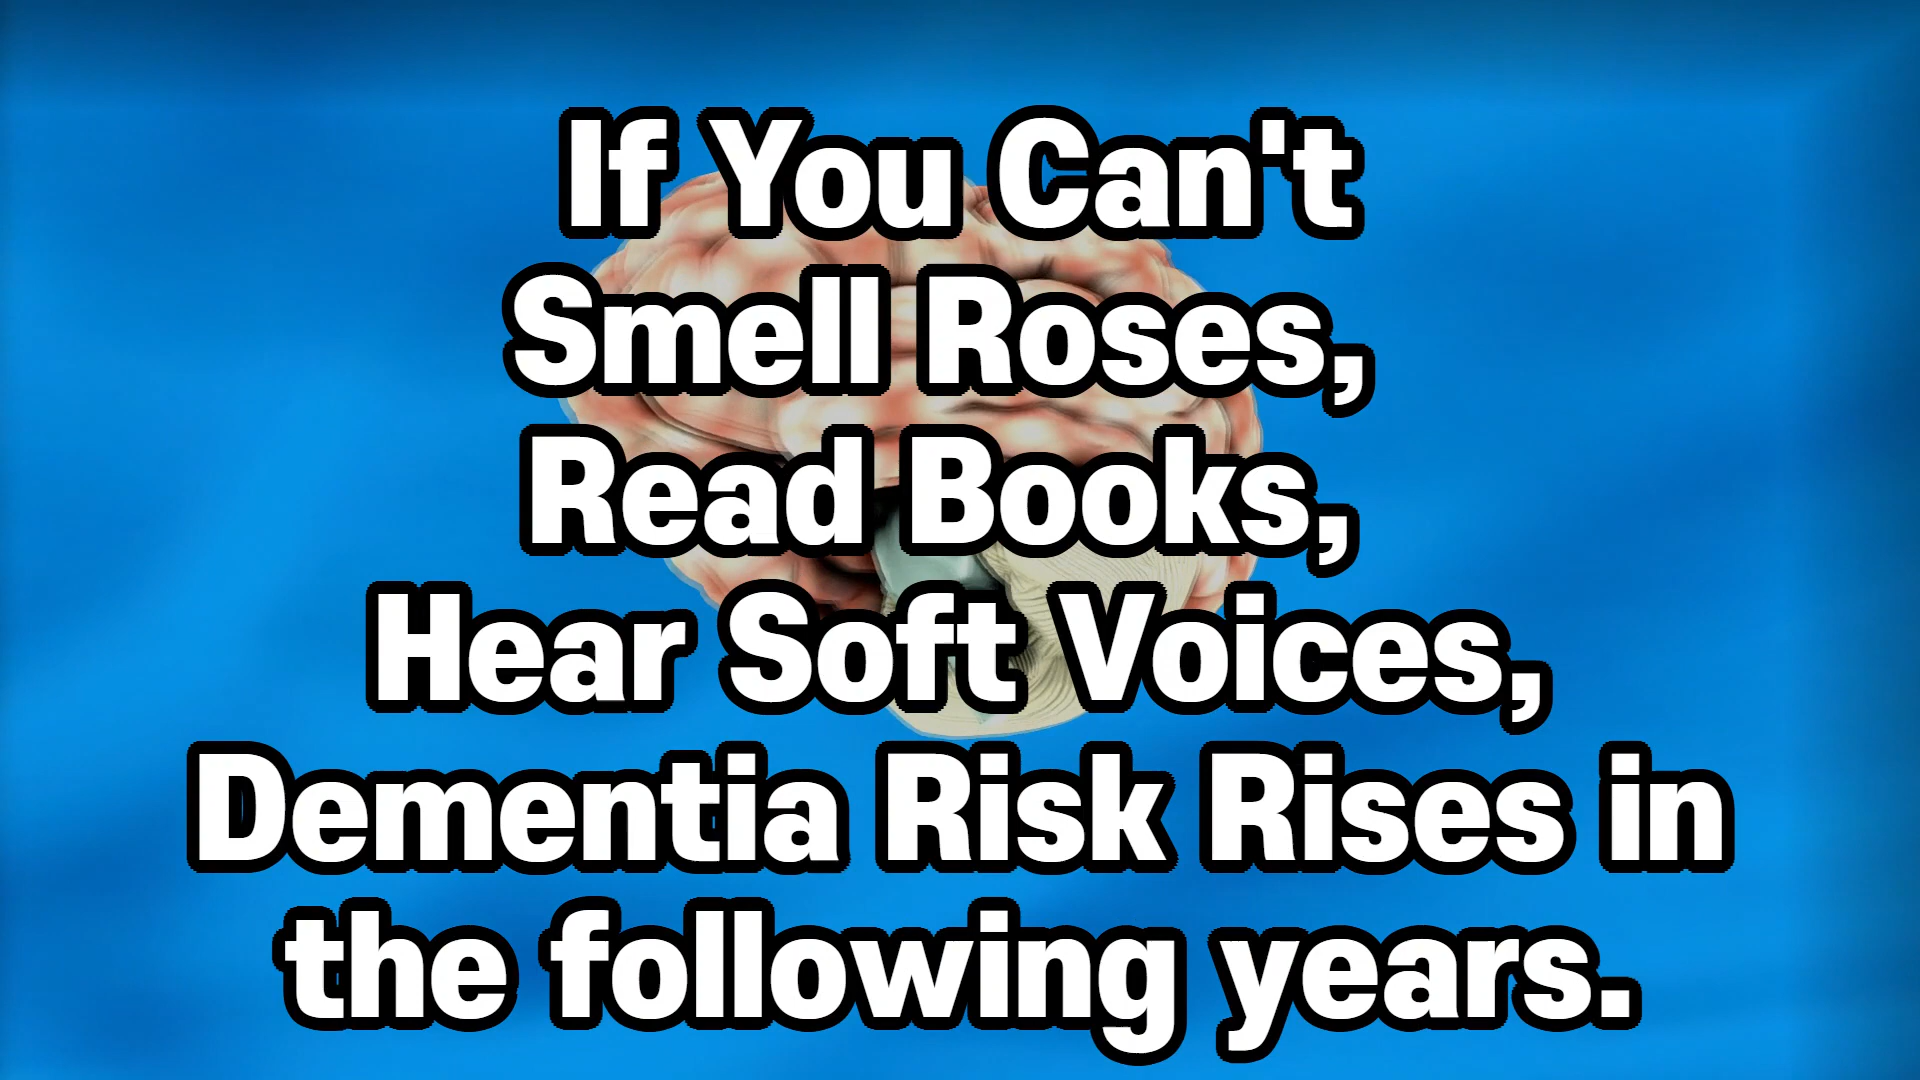 If You Can't
Smell Roses,
Read Books,
Hear Soft Voices,
Dementia Risk Rises in
the following years.